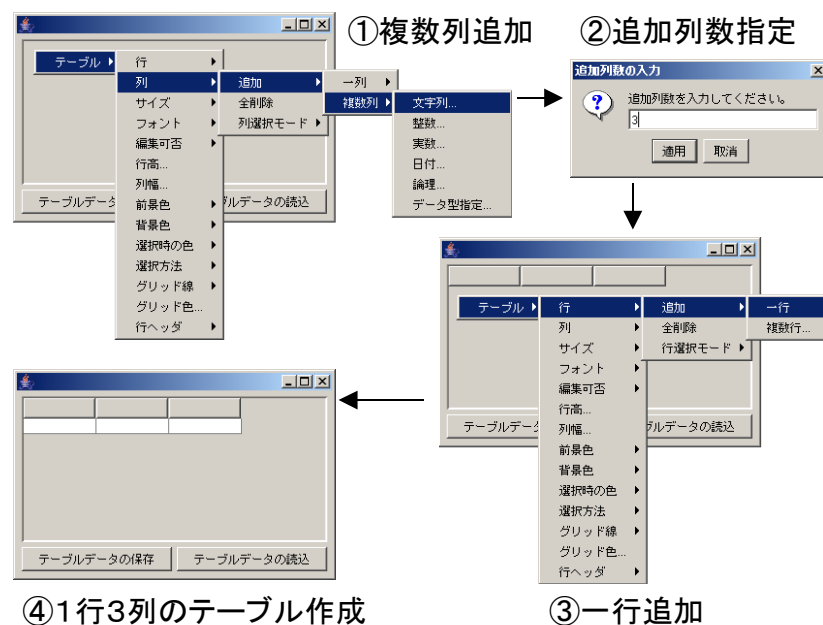 ①複数列追加
テーブル
行
列
サイズ
フォント
編集可否
行高...
列幅...
前景色
背景色
選択時の色
選択方法
グリッド線
グリッド色...
行ヘッダ
追加
全削除
列選択モード
一列
複数列
文字列...
整数...
実数...
日付...
論理...
データ型指定...
テーブルデータ
ブルデータの読込
②追加列数指定
追加列数の入力
追加列数を入力してください。
3
適用
取消
テーブル
行
列
サイズ
フォント
編集可否
行高...
列幅...
前景色
背景色
選択時の色
選択方法
グリッド線
グリッド色...
行ヘッダ
追加
全削除
行選択モード
一行
複数行...
テーブルデータ
ブルデータの読込
③一行追加
テーブルデータの保存
テーブルデータの読込
④1行3列のテーブル作成